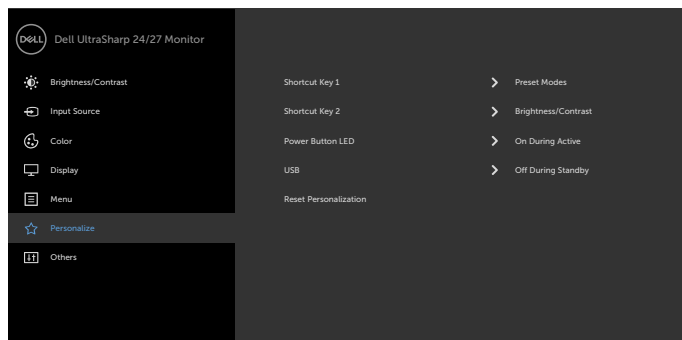 DELL Dell UltraSharp 24/27 Monitor
Brightness/Contrast
Input Source
Color
Display
Menu
Personalize
Others
Shortcut Key 1 Preset Modes
Shortcut Key 2 Brightness/Contrast
Power Button LED On During Active
USB Off During Standby
Reset Personalization